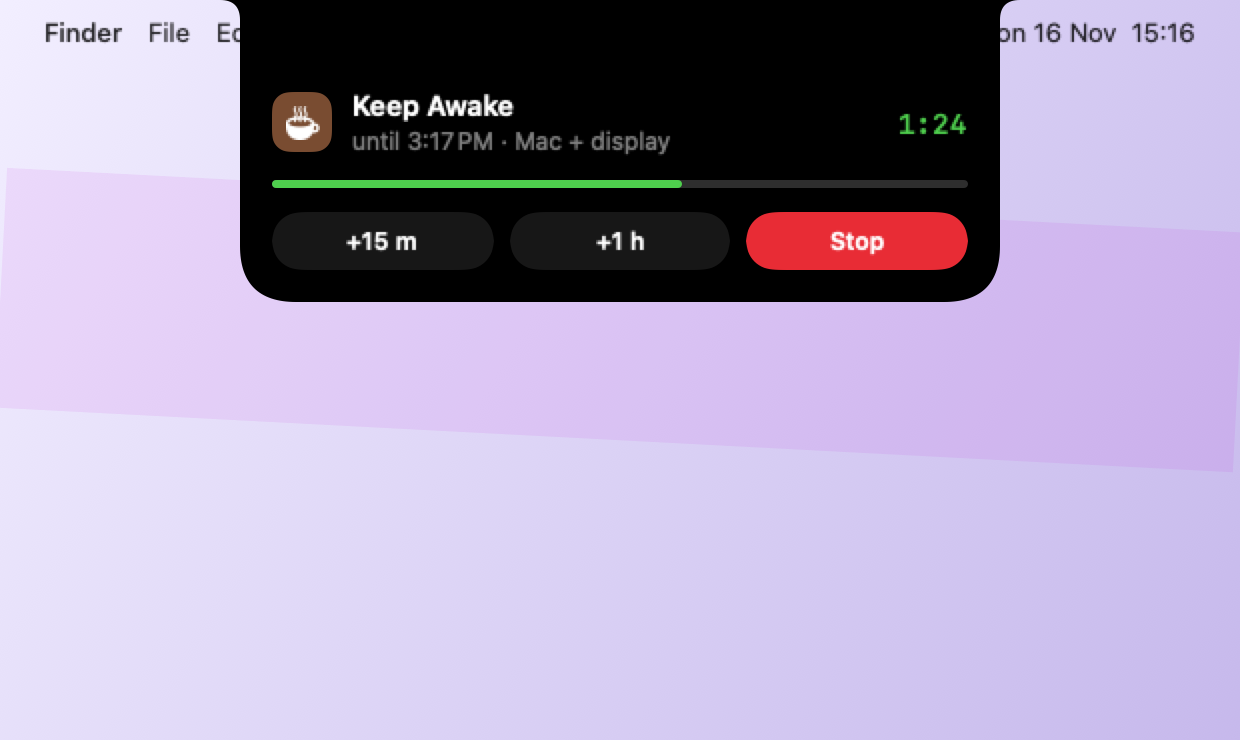 Finder File 16 Nov 15:16
Keep Awake
until 3:17 PM · Mac + display
1:24
+15 m +1 h Stop